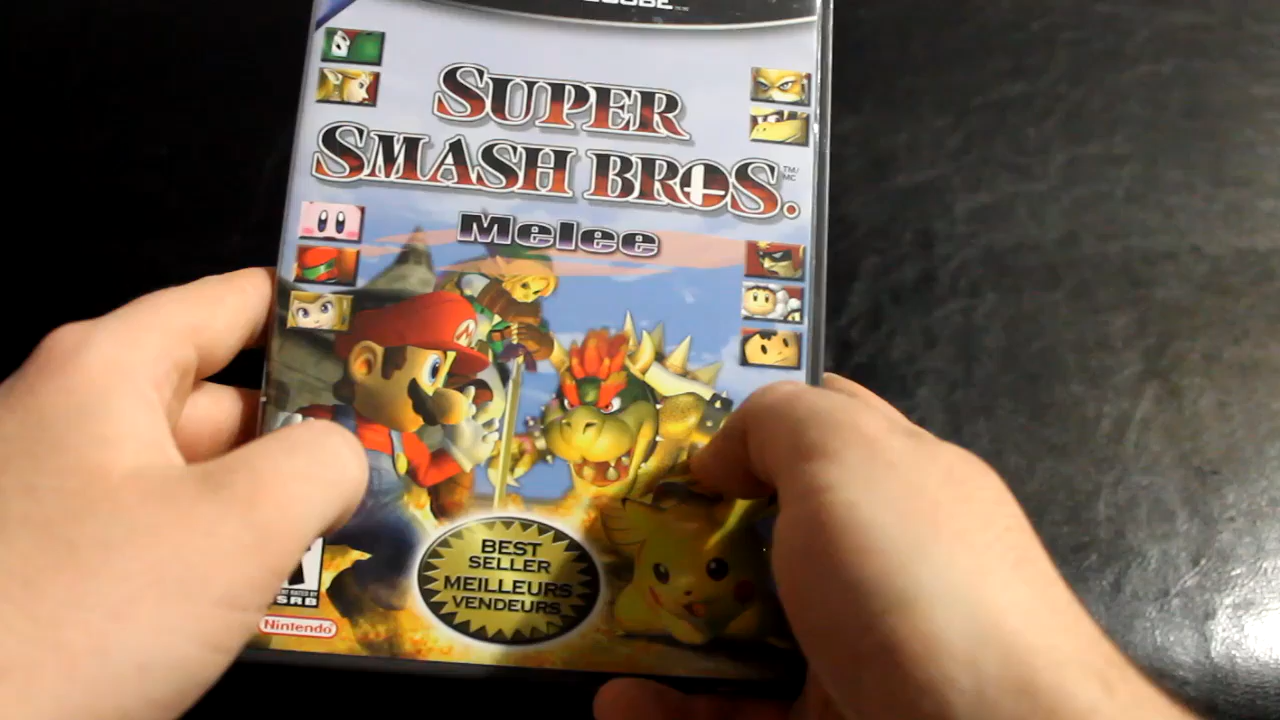 SUPER
SMASH BROS.
TM/
MC
Melee
M
BEST
SELLER
MEILLEURS
VENDEURS
Nintendo